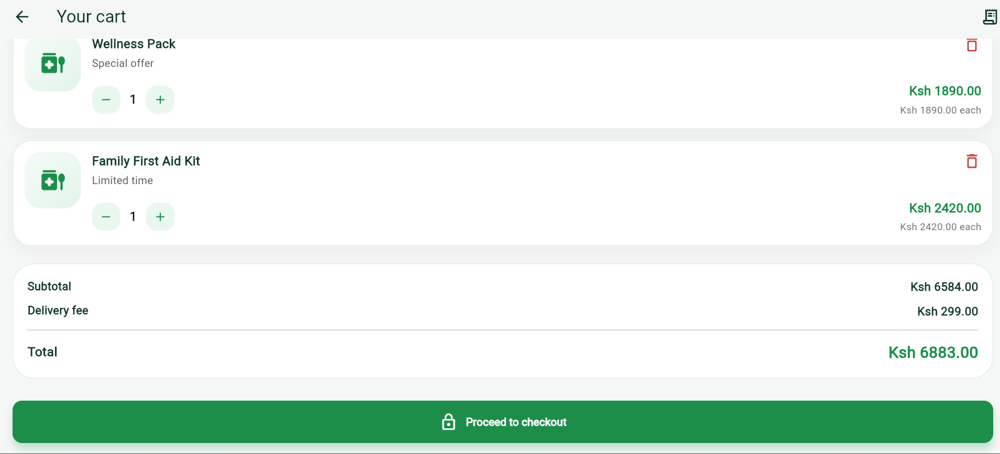 Your cart
Wellness Pack
Special offer
1
Ksh 1890.00
Ksh 1890.00 each
Family First Aid Kit
Limited time
1
Ksh 2420.00
Ksh 2420.00 each
Subtotal
Ksh 6584.00
Delivery fee
Ksh 299.00
Total
Ksh 6883.00
Proceed to checkout